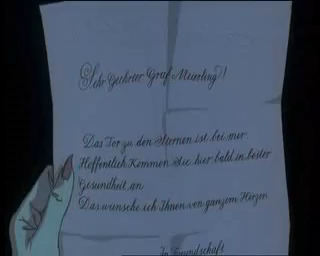 Sehr Geehrter Graf Meierling!
Das Tor zu den Sternen ist bei mir.
Hoffentlich Kommen Sie hier bald in bester
Gesundheit an
Das wünsche ich Ihnen von ganzem Herzen
In Freundschaft